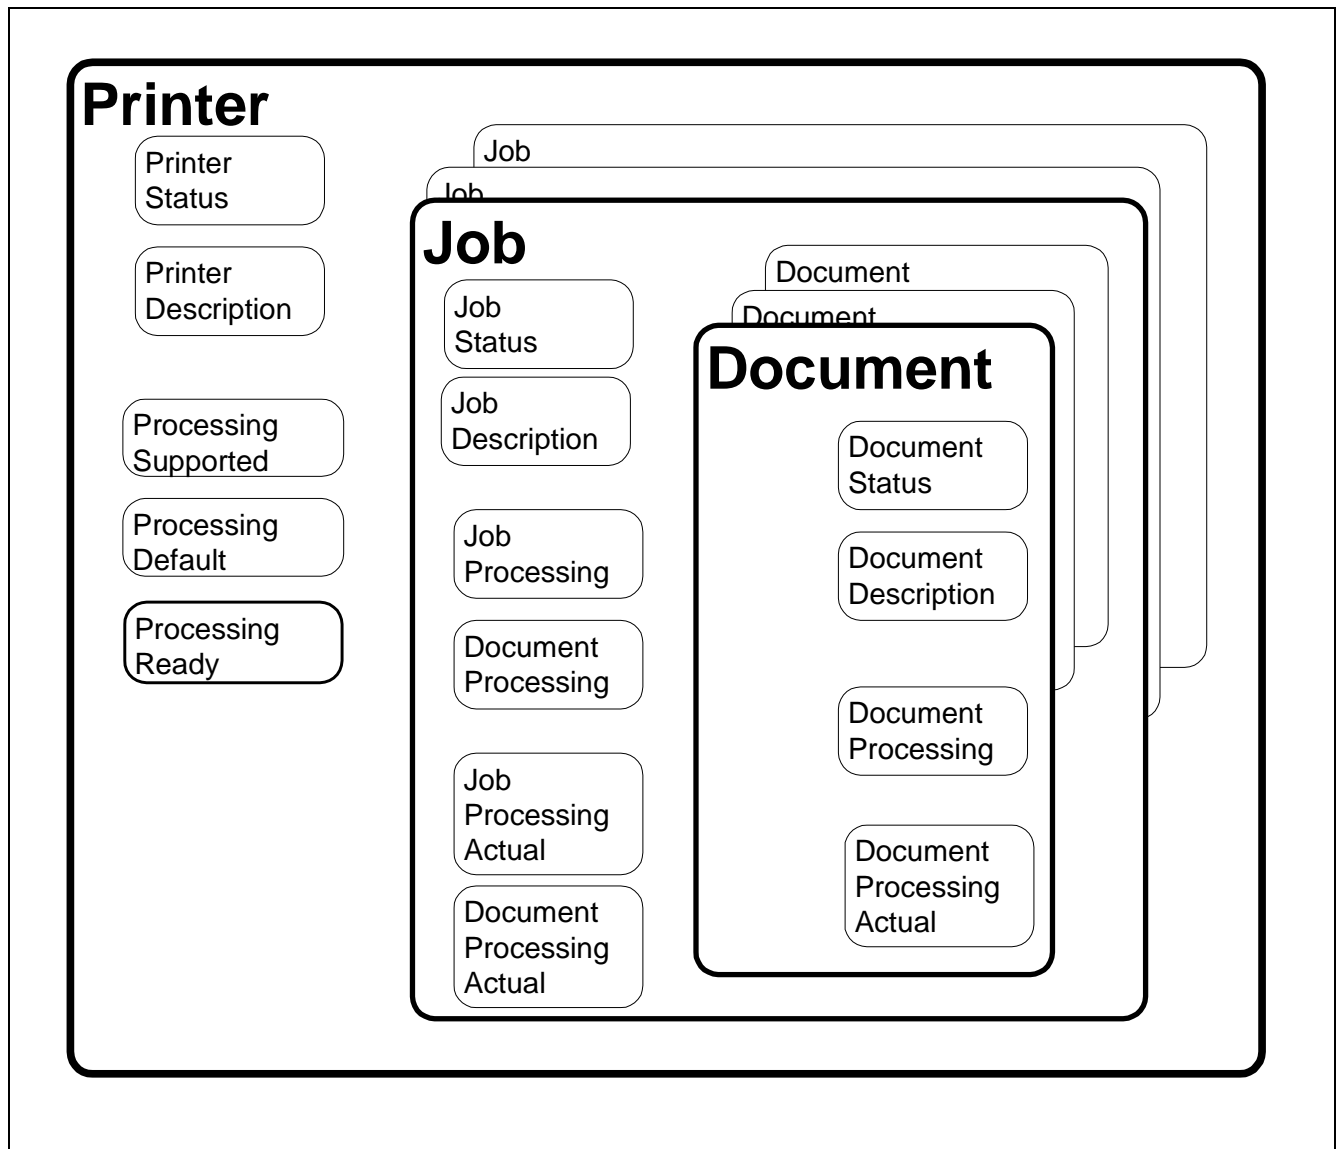 Printer
Printer
Status
Printer
Description
Processing
Supported
Processing
Default
Processing
Ready
Job
Job
Job
Job
Status
Job
Description
Job
Processing
Document
Processing
Job
Processing
Actual
Document
Processing
Actual
Document
Document
Document
Document
Status
Document
Description
Document
Processing
Document
Processing
Actual